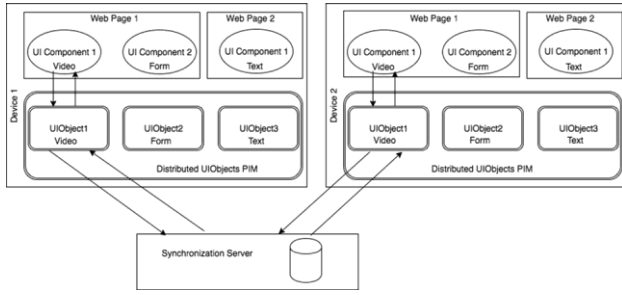 Web Page 1
Web Page 2
UI Component 1
Video
UI Component 2
Form
UI Component 1
Text
Device 1
UIObject1
Video
UIObject2
Form
UIObject3
Text
Distributed UIObjects PIM
Web Page 1
Web Page 2
UI Component 1
Video
UI Component 2
Form
UI Component 1
Text
Device 2
UIObject1
Video
UIObject2
Form
UIObject3
Text
Distributed UIObjects PIM
Synchronization Server